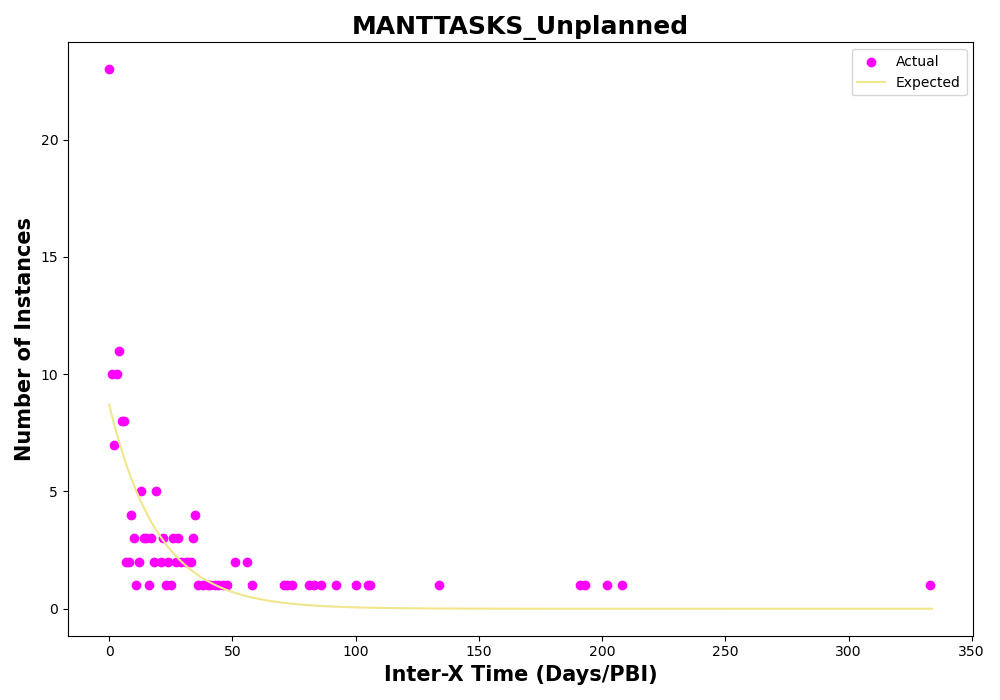 MANTTASKS_Unplanned
Actual
Expected
Number of Instances
20
15
10
5
0
0 50 100 150 200 250 300 350
Inter-X Time (Days/PBI)